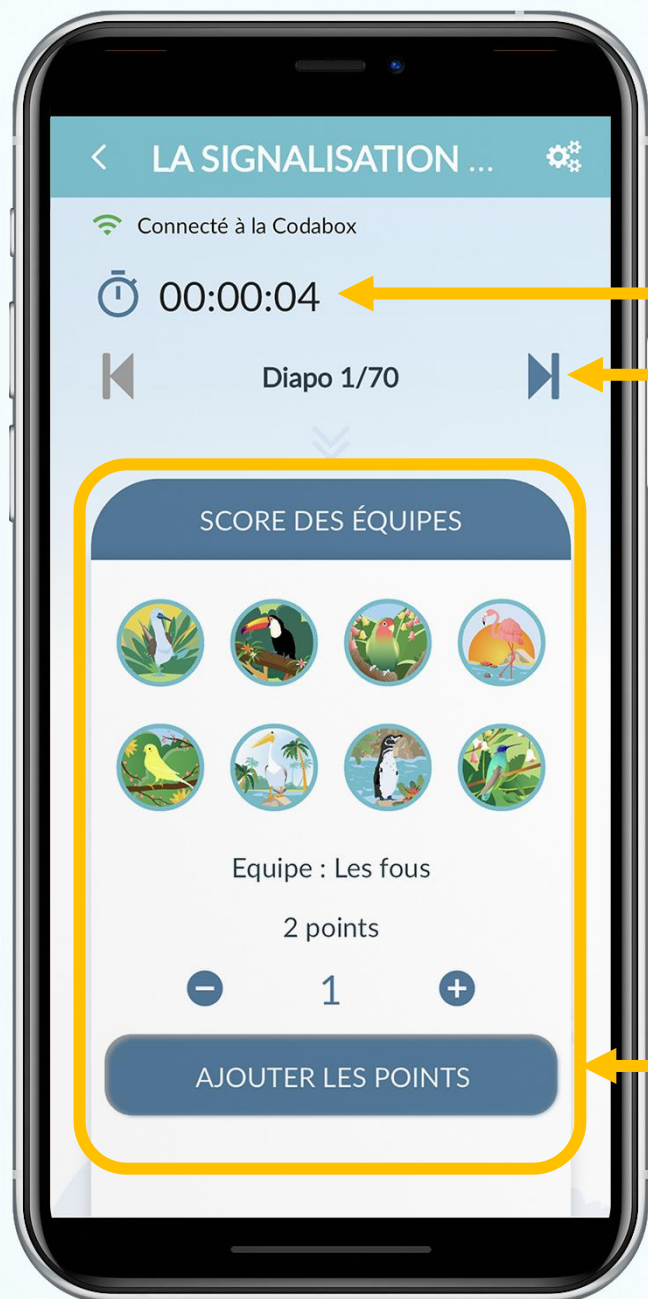 LA SIGNALISATION ...
Connecté à la Codabox
00:00:04
Diapo 1/70
SCORE DES ÉQUIPES
Equipe : Les fous
2 points
1
AJOUTER LES POINTS